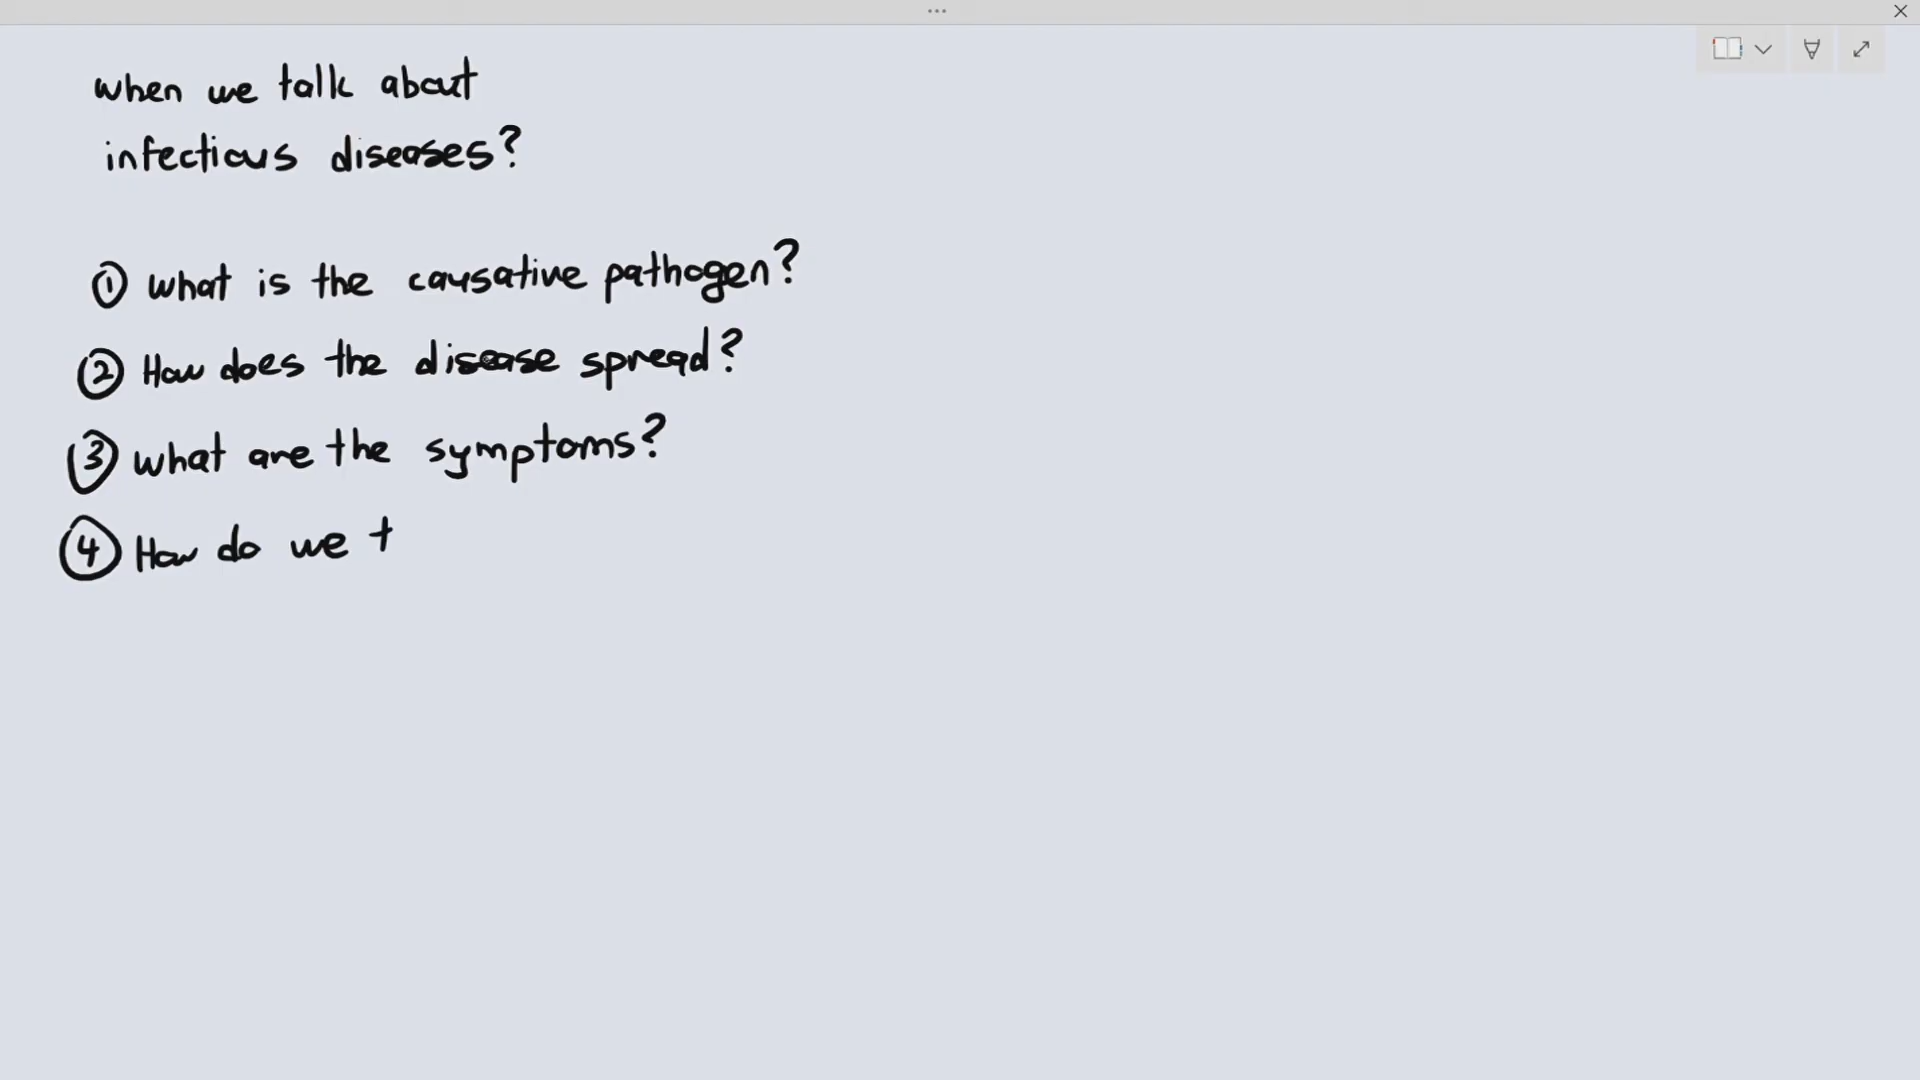 when we talk about
infectious diseases?
① what is the causative pathogen?
② How does the disease spread?
③ what are the symptoms?
④ How do we t